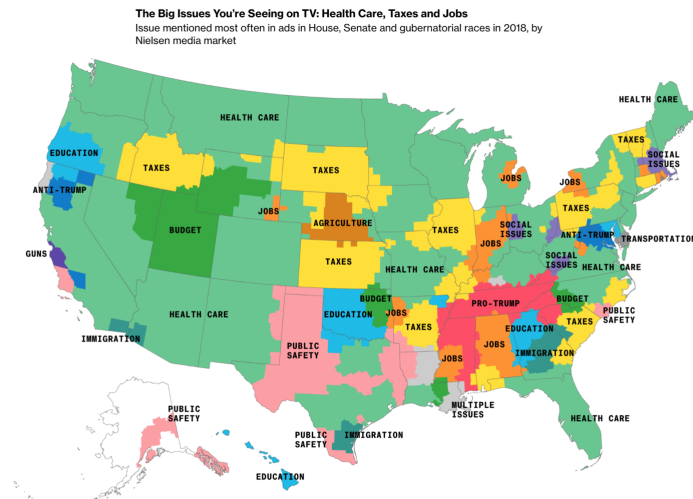 The Big Issues You're Seeing on TV: Health Care, Taxes and Jobs
Issue mentioned most often in ads in House, Senate and gubernatorial races in 2018, by
Nielsen media market
HEALTH CARE
HEALTH CARE
TAXES
EDUCATION
SOCIAL
ISSUES
TAXES
TAXES
JOBS
JOBS
ANTI-TRUMP
JOBS
TAXES
AGRICULTURE
BUDGET
TAXES
SOCIAL
ISSUES
ANTI-TRUMP
TRANSPORTATION
JOBS
GUNS
TAXES
SOCIAL
ISSUES
HEALTH CARE
HEALTH CARE
BUDGET
PRO-TRUMP
BUDGET
HEALTH CARE
EDUCATION
JOBS
PUBLIC
SAFETY
TAXES
TAXES
EDUCATION
IMMIGRATION
PUBLIC
SAFETY
JOBS
JOBS
IMMIGRATION
MULTIPLE
ISSUES
PUBLIC
SAFETY
HEALTH CARE
PUBLIC
SAFETY
IMMIGRATION
EDUCATION